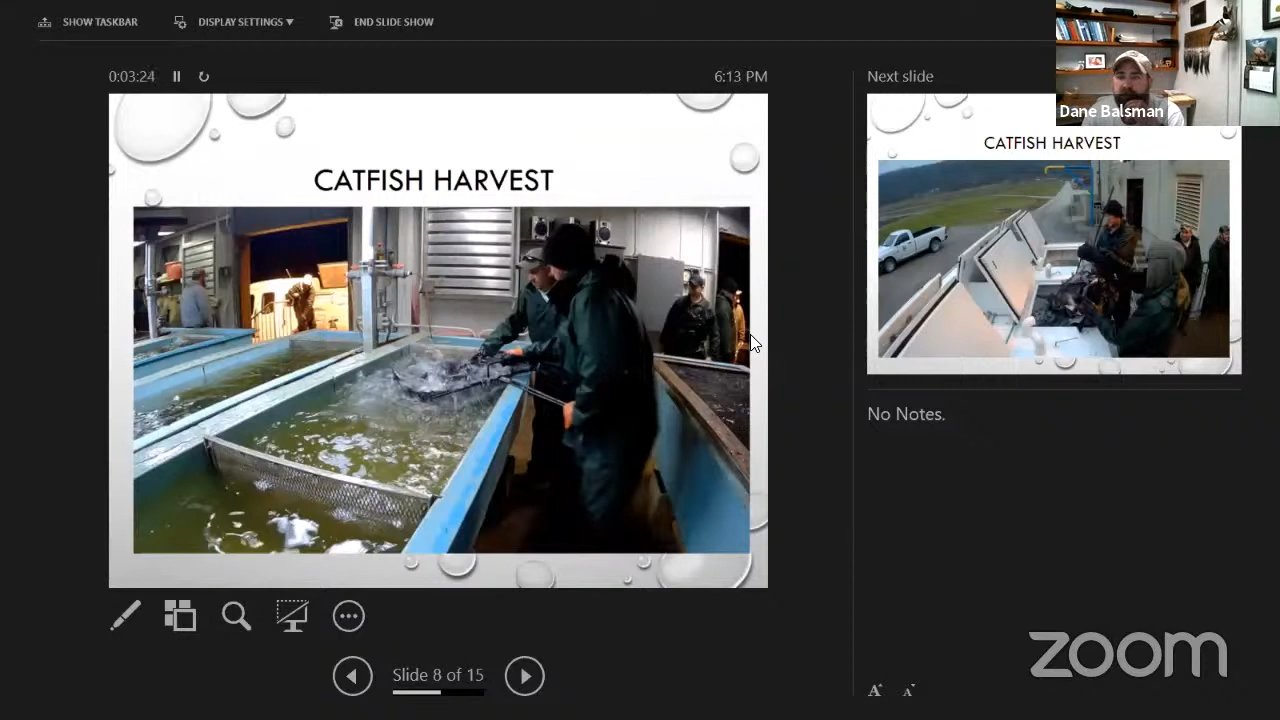 SHOW TASKBAR
DISPLAY SETTINGS ▼
END SLIDE SHOW
0:03:24
6:13 PM
Next slide
Dane Balsman
CATFISH HARVEST
CATFISH HARVEST
No Notes.
Slide 8 of 15
A A
zoom